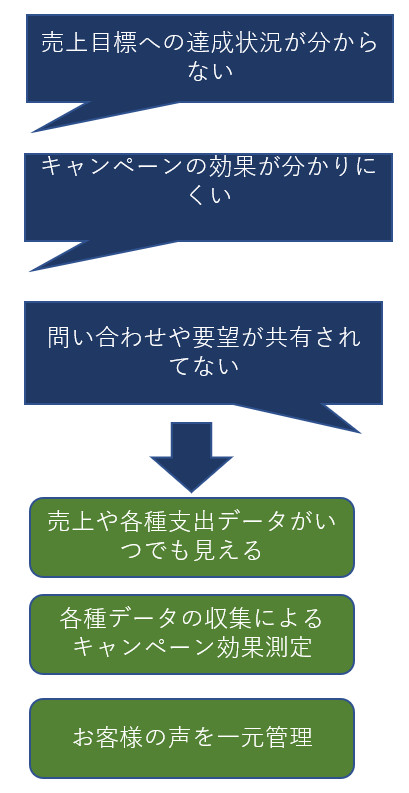 売上目標への達成状況が分から
ない
キャンペーンの効果が分かりに
くい
問い合わせや要望が共有され
てない
売上や各種支出データがい
つでも見える
各種データの収集による
キャンペーン効果測定
お客様の声を一元管理